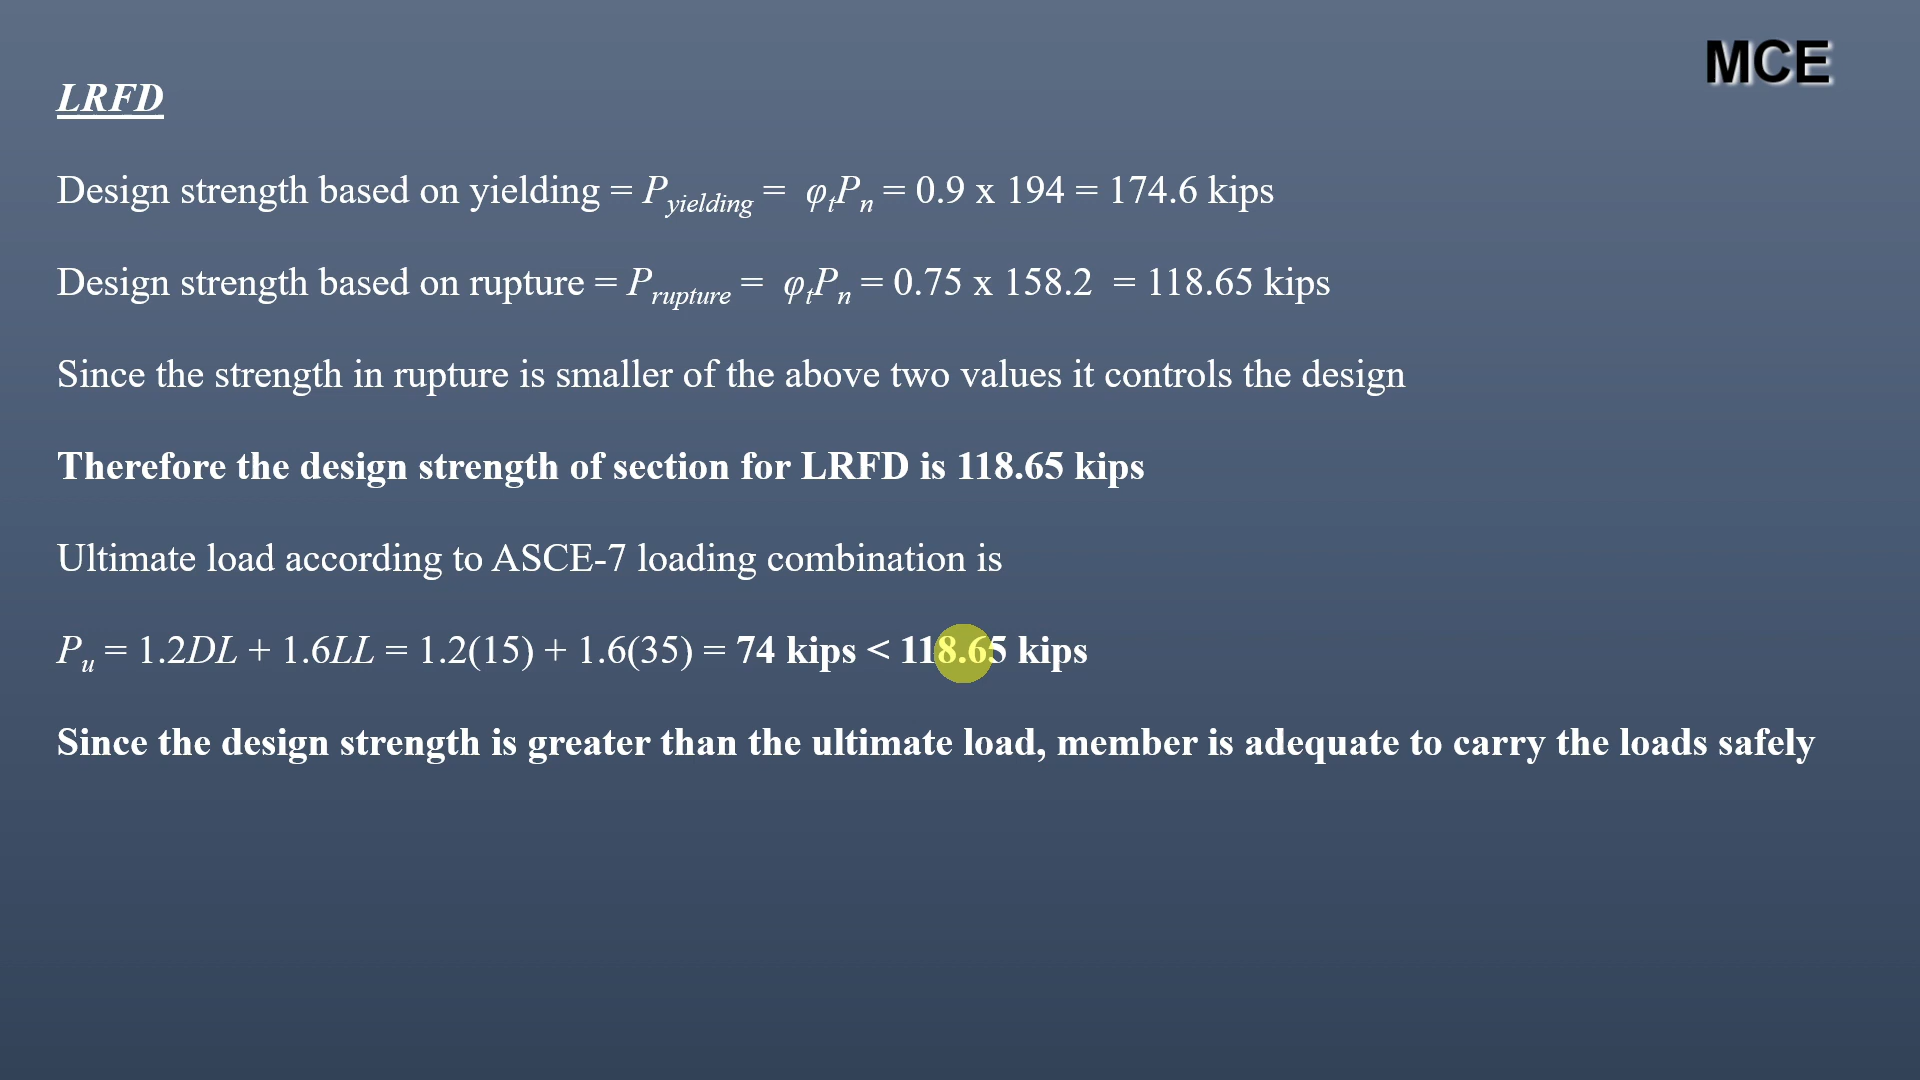 MCE
LRFD
Design strength based on yielding = Pyielding = φtPn = 0.9 x 194 = 174.6 kips
Design strength based on rupture = Prupture = φtPn = 0.75 x 158.2 = 118.65 kips
Since the strength in rupture is smaller of the above two values it controls the design
Therefore the design strength of section for LRFD is 118.65 kips
Ultimate load according to ASCE-7 loading combination is
Pu = 1.2DL + 1.6LL = 1.2(15) + 1.6(35) = 74 kips < 118.65 kips
Since the design strength is greater than the ultimate load, member is adequate to carry the loads safely